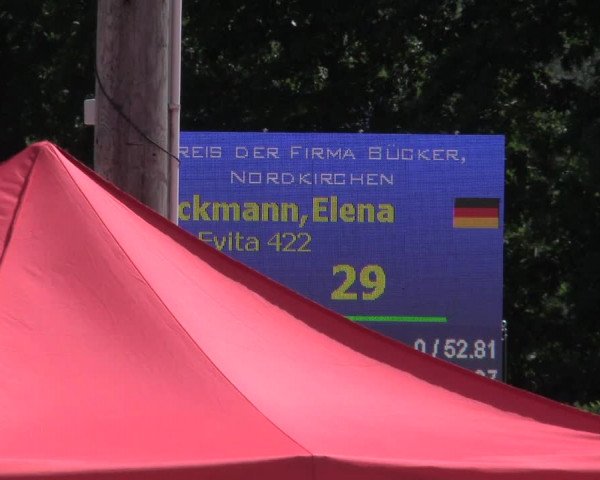 REIS DER FIRMA BÜCKER,
NORDKIRCHEN
ckmann,Elena
Evita 422
29
0 / 52.81